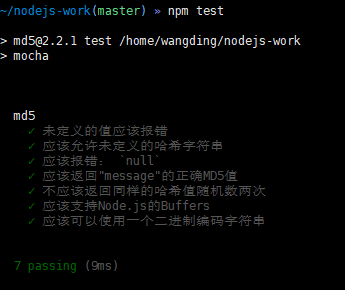 ~/nodejs-work(master) » npm test
> md5@2.2.1 test /home/wangding/nodejs-work
> mocha
md5
✓ 未定义的值应该报错
✓ 应该允许未定义的哈希字符串
✓ 应该报错: `null`
✓ 应该返回"message"的正确MD5值
✓ 不应该返回同样的哈希值随机数两次
✓ 应该支持Node.js的Buffers
✓ 应该可以使用一个二进制编码字符串
7 passing (9ms)